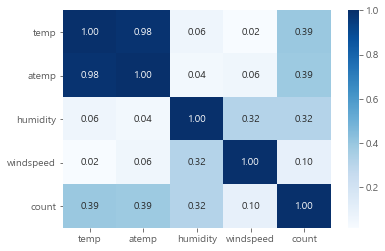 1.0
temp 1.00 0.98 0.06 0.02 0.39
0.8
atemp 0.98 1.00 0.04 0.06 0.39
0.6
humidity 0.06 0.04 1.00 0.32 0.32
0.4
windspeed 0.02 0.06 0.32 1.00 0.10
0.2
count 0.39 0.39 0.32 0.10 1.00
temp atemp humidity windspeed count